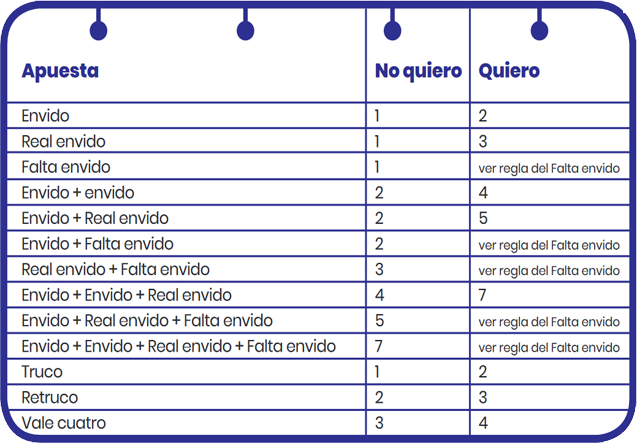 Apuesta No quiero Quiero
Envido 1 2
Real envido 1 3
Falta envido 1 ver regla del Falta envido
Envido + envido 2 4
Envido + Real envido 2 5
Envido + Falta envido 2 ver regla del Falta envido
Real envido + Falta envido 3 ver regla del Falta envido
Envido + Envido + Real envido 4 7
Envido + Real envido + Falta envido 5 ver regla del Falta envido
Envido + Envido + Real envido + Falta envido 7 ver regla del Falta envido
Truco 1 2
Retruco 2 3
Vale cuatro 3 4